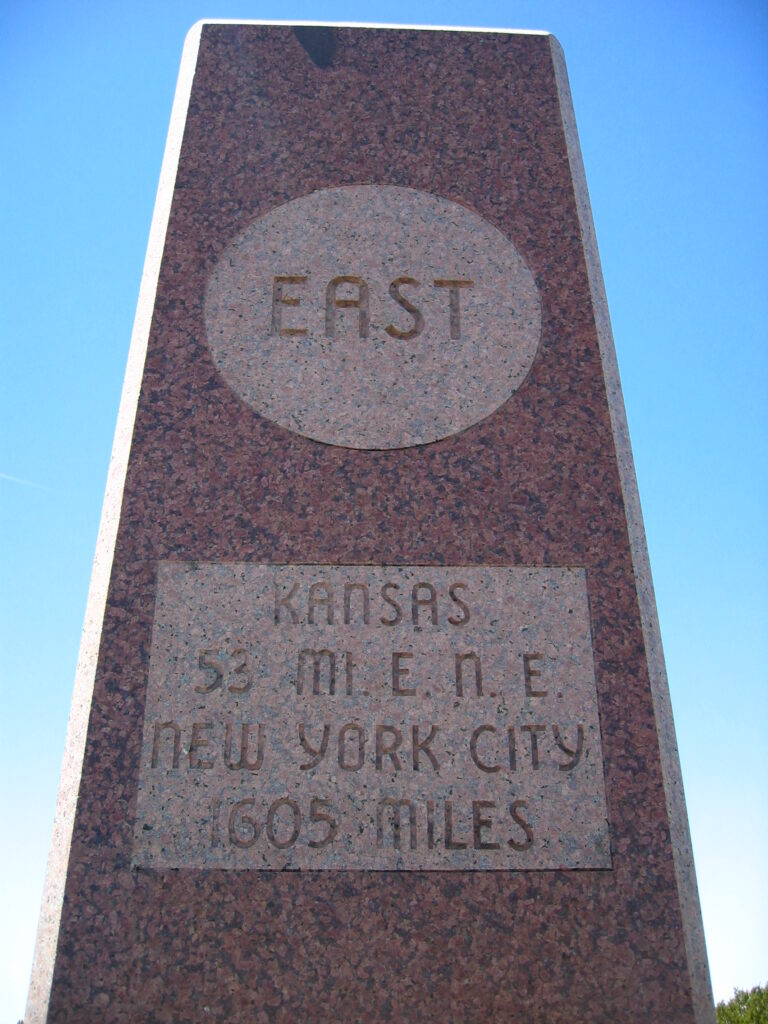 EAST
KANSAS
53 MI. E. N. E.
NEW YORK CITY
1605 MILES